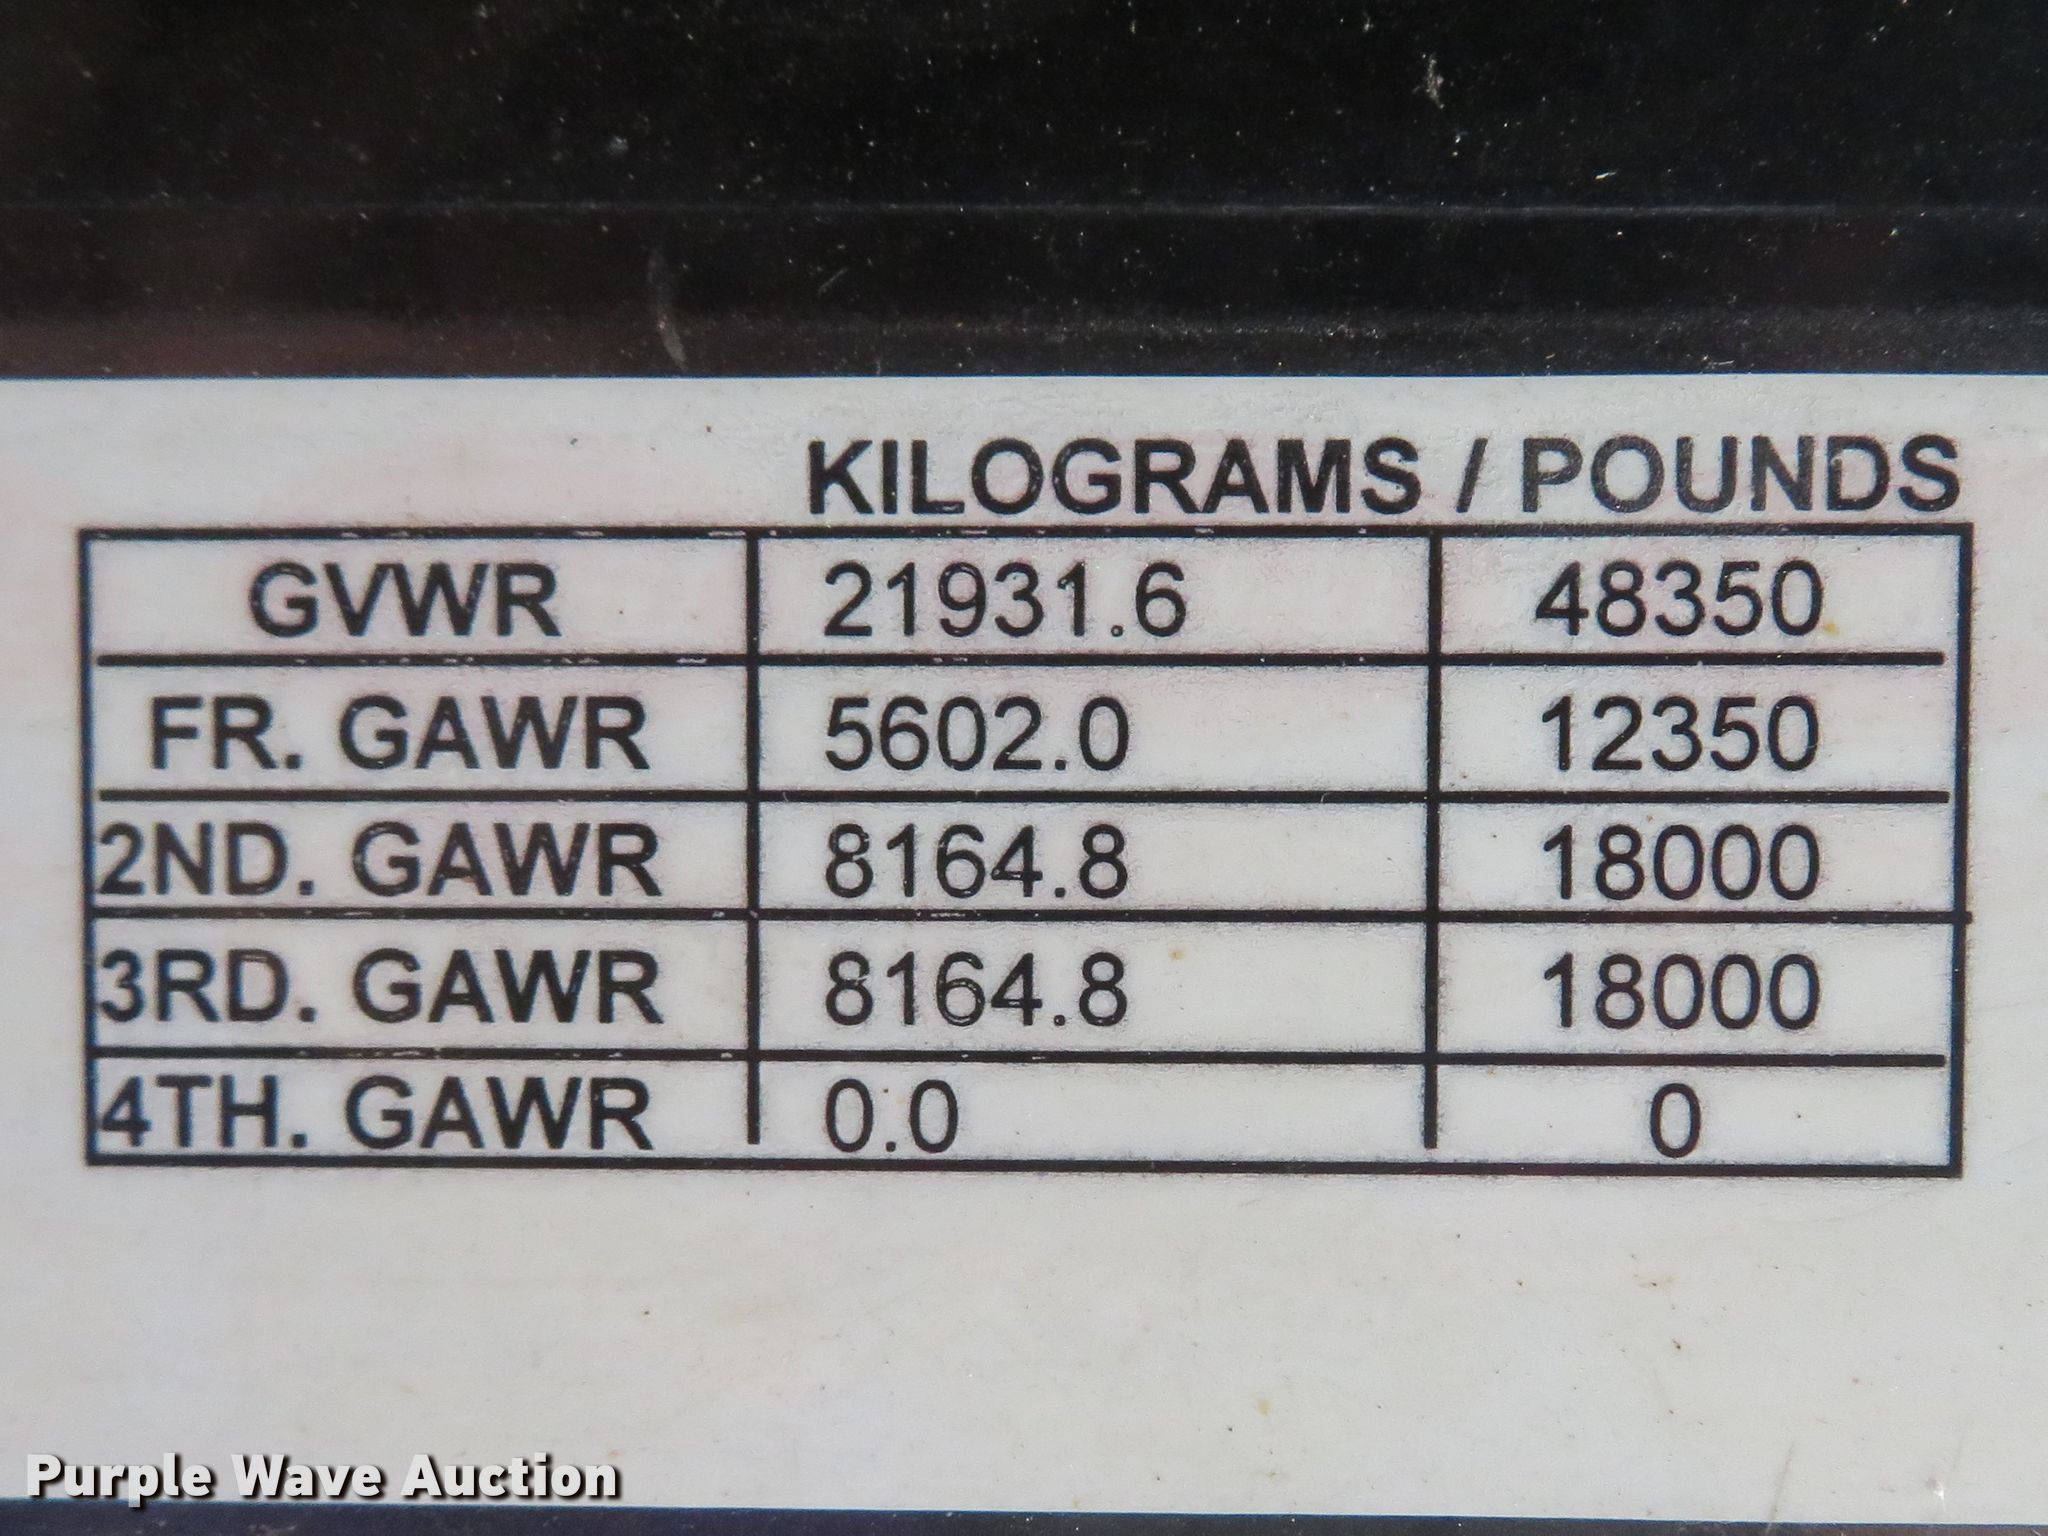 KILOGRAMS / POUNDS
GVWR 21931.6 48350
FR. GAWR 5602.0 12350
2ND. GAWR 8164.8 18000
3RD. GAWR 8164.8 18000
4TH. GAWR 0.0 0
Purple Wave Auction